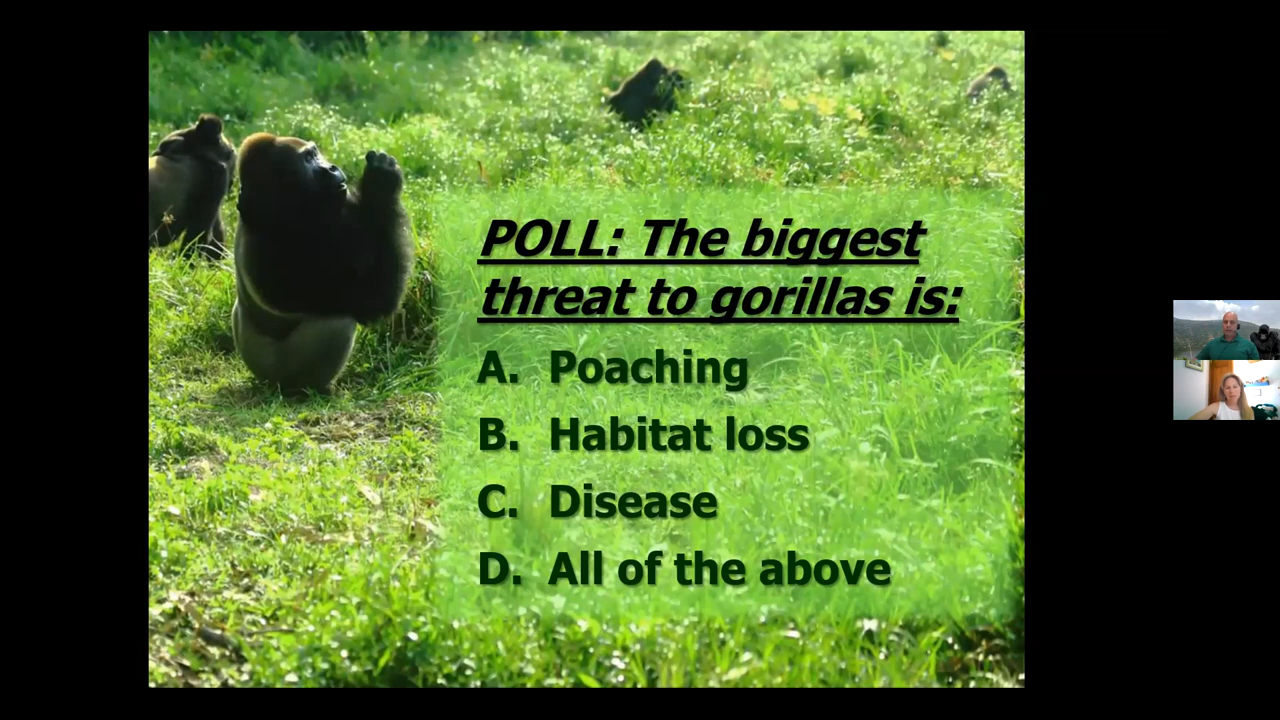 POLL: The biggest
threat to gorillas is:
A. Poaching
B. Habitat loss
C. Disease
D. All of the above